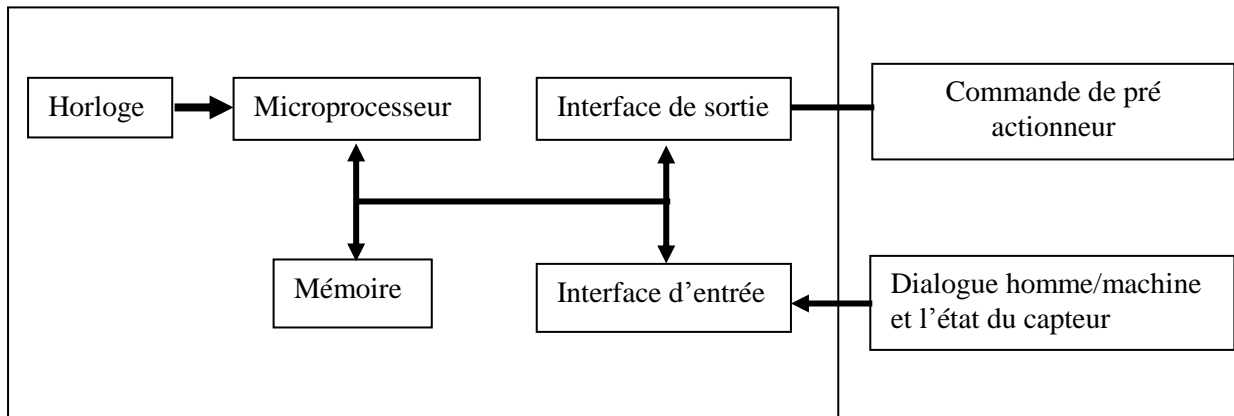 Horloge
Microprocesseur
Interface de sortie
Commande de pré
actionneur
Mémoire
Interface d’entrée
Dialogue homme/machine
et l’état du capteur